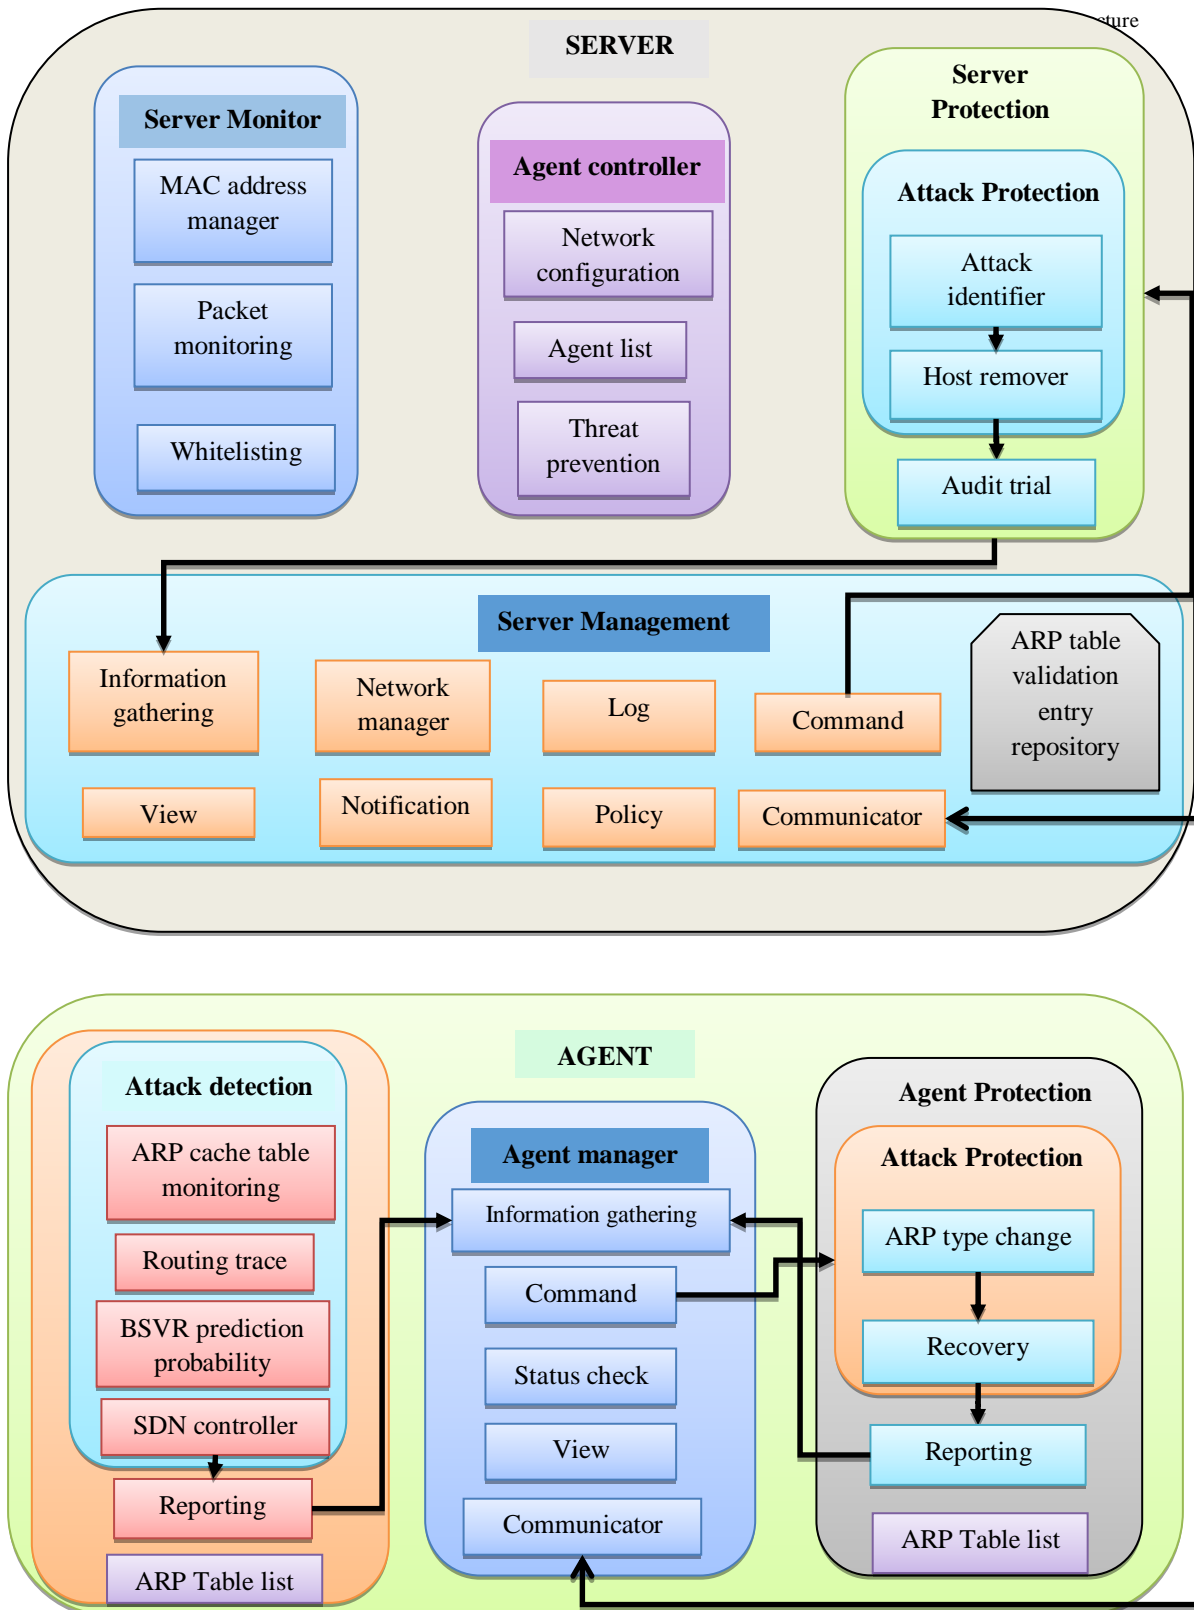 cture
SERVER
Server Monitor
MAC address
manager
Packet
monitoring
Whitelisting
Agent controller
Network
configuration
Agent list
Threat
prevention
Server
Protection
Attack Protection
Attack
identifier
Host remover
Audit trial
Server Management
Information
gathering
Network
manager
Log
Command
ARP table
validation
entry
repository
View
Notification
Policy
Communicator
AGENT
Attack detection
ARP cache table
monitoring
Routing trace
BSVR prediction
probability
SDN controller
Reporting
ARP Table list
Agent manager
Information gathering
Command
Status check
View
Communicator
Agent Protection
Attack Protection
ARP type change
Recovery
Reporting
ARP Table list